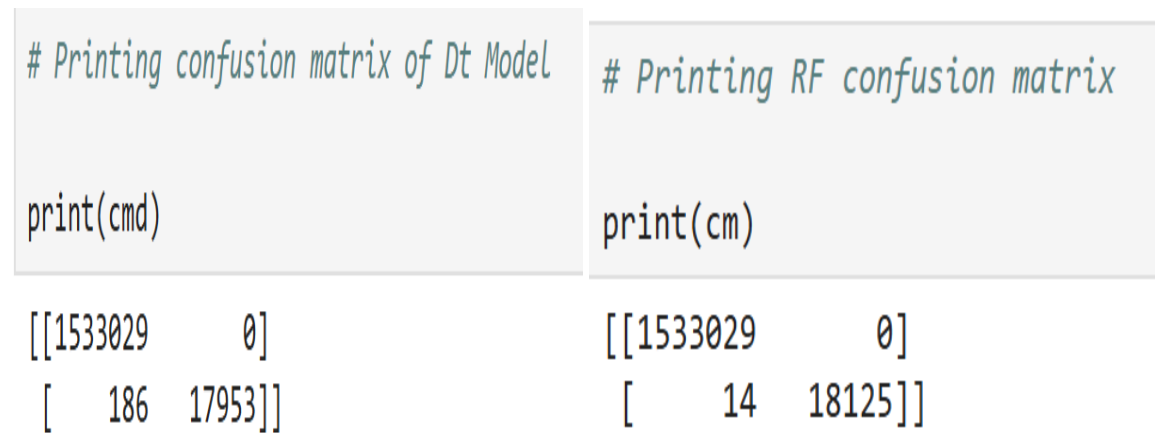 # Printing confusion matrix of Dt Model
print(cmd)
[[1533029 0]
[ 186 17953]]
# Printing RF confusion matrix
print(cm)
[[1533029 0]
[ 14 18125]]